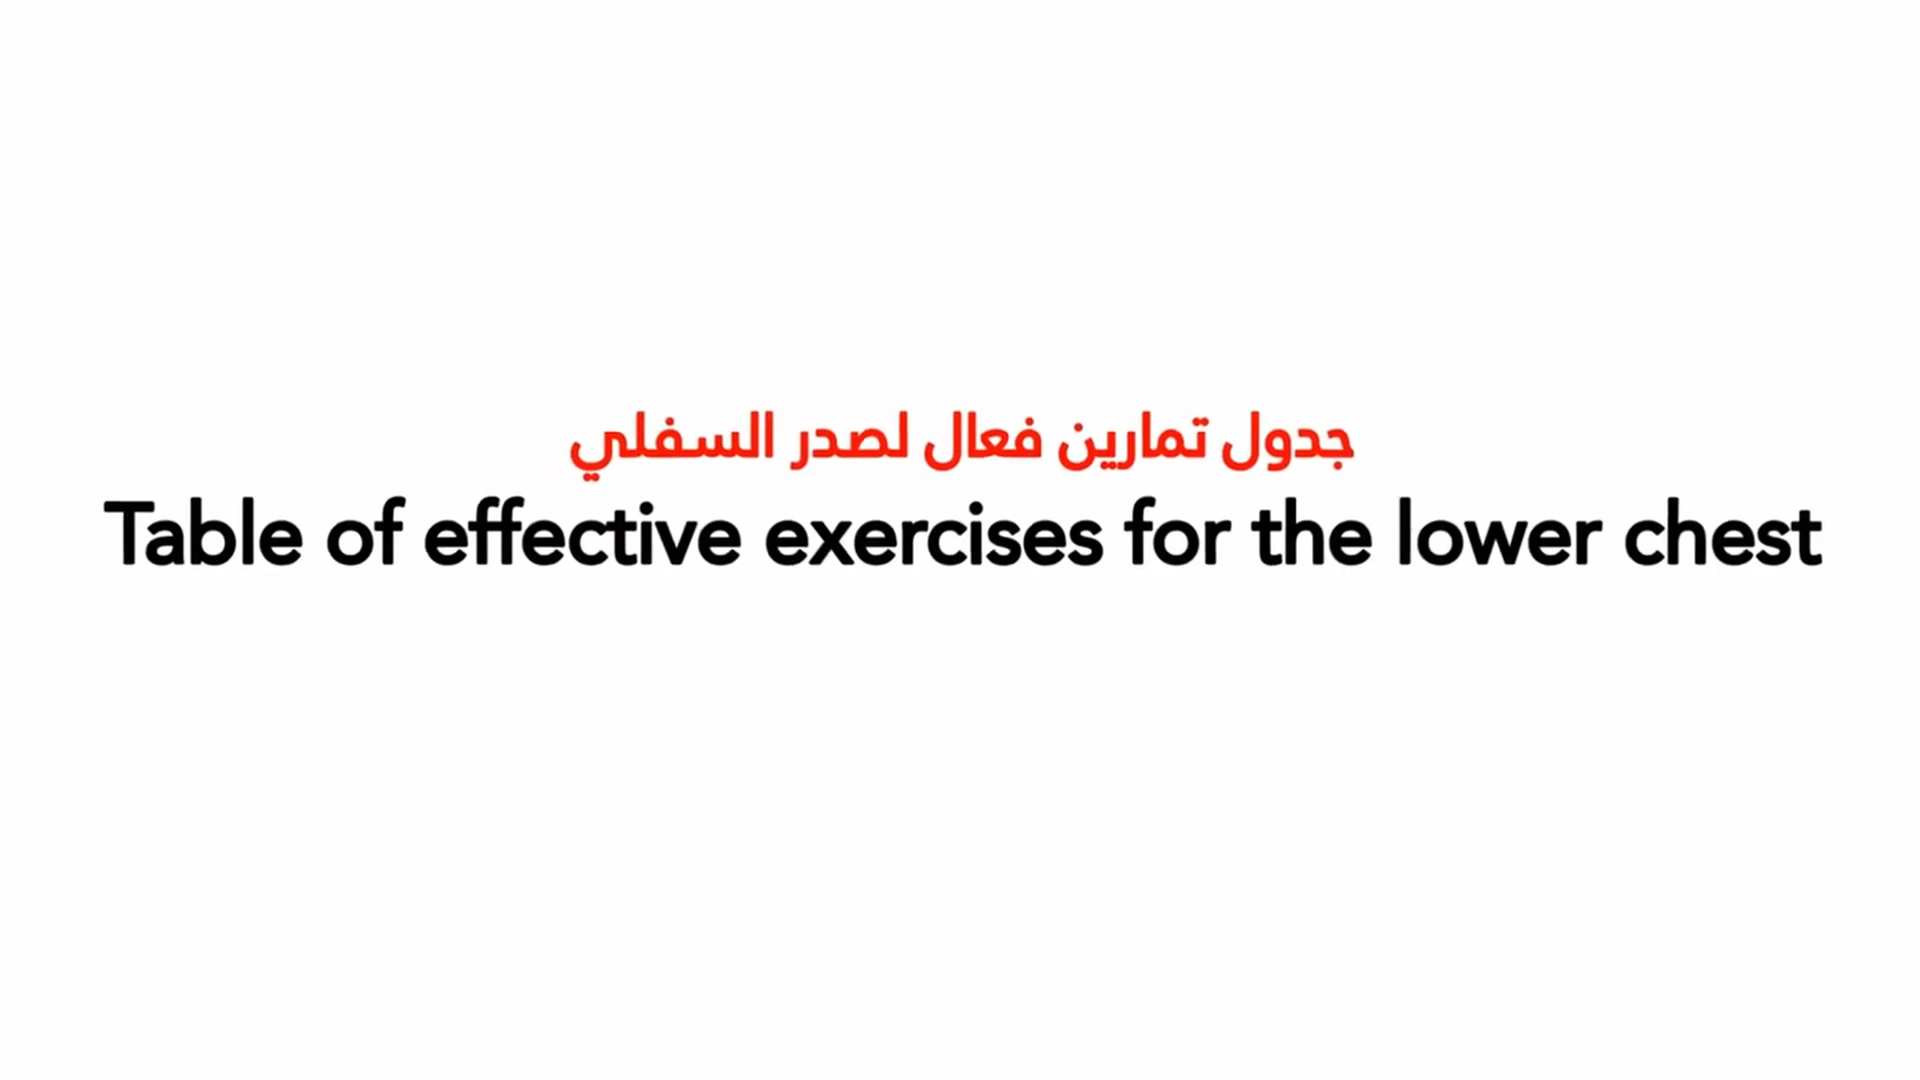 جدول تمارين فعال لصدر السفلي
Table of effective exercises for the lower chest